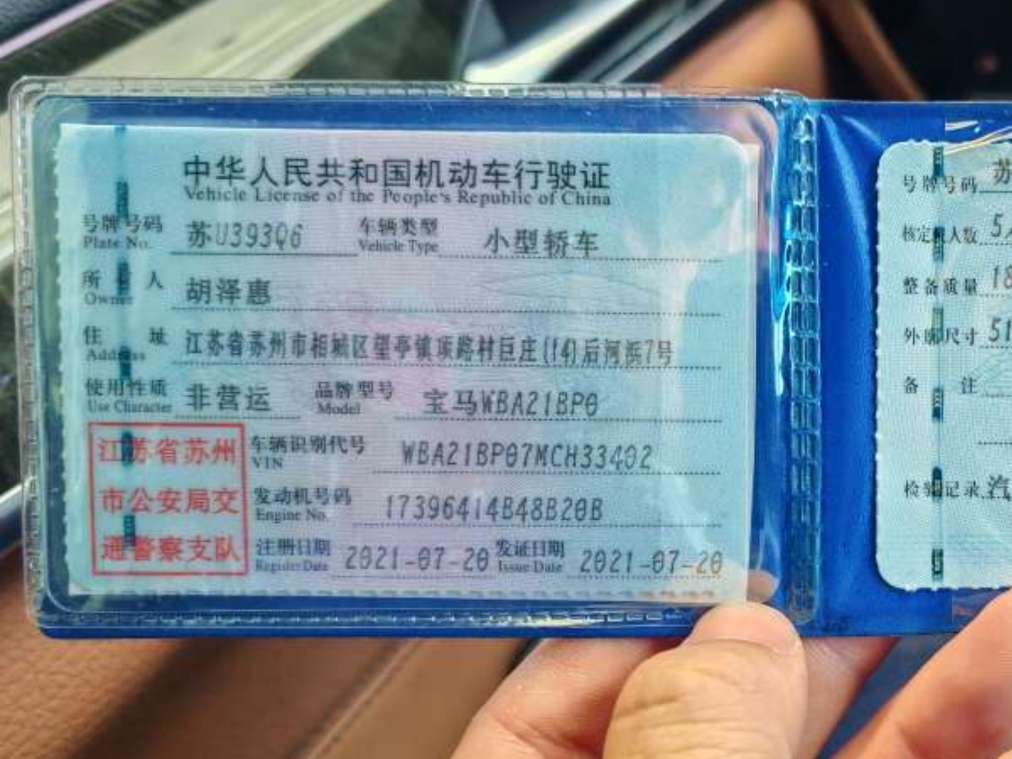 中华人民共和国机动车行驶证
Vehicle License of the People's Republic of China
号牌号码 苏U393Q6 车辆类型 小型轿车
Plate No. Vehicle Type
所有人 胡泽惠
Owner
住址 江苏省苏州市相城区望亭镇项路村巨庄(14)后河浜7号
Address
使用性质 非营运 品牌型号 宝马WBA21BP0
Use Character Model
江苏省苏州
市公安局交
通警察支队
车辆识别代号 WBA21BP07MCH33402
VIN
发动机号码 17396414B48B20B
Engine No.
注册日期 2021-07-20 发证日期 2021-07-20
Register Date Issue Date
号牌号码 苏
核定载人数 5人
整备质量 18
外廓尺寸 51
备注
检验记录 汽